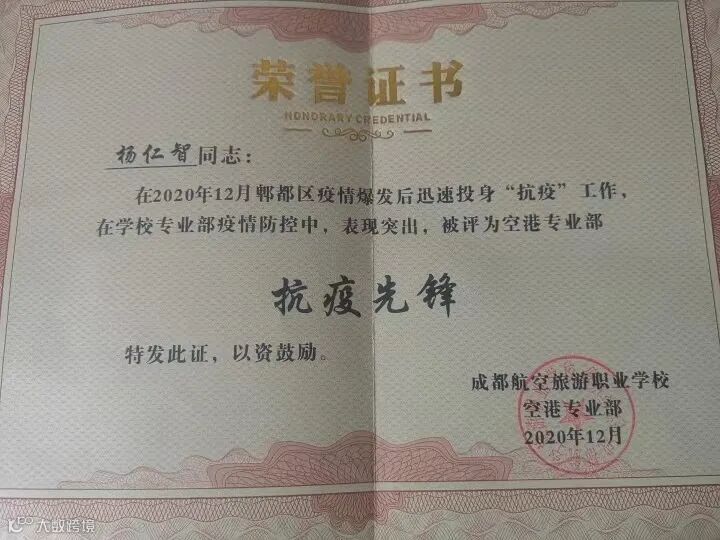 荣誉证书
HONORARY CREDENTIAL
杨仁智同志：
在2020年12月郫都区疫情爆发后迅速投身“抗疫”工作，
在学校专业部疫情防控中，表现突出，被评为空港专业部
抗疫先锋
特发此证，以资鼓励。
成都航空旅游职业学校
空港专业部
2020年12月
大数跨境